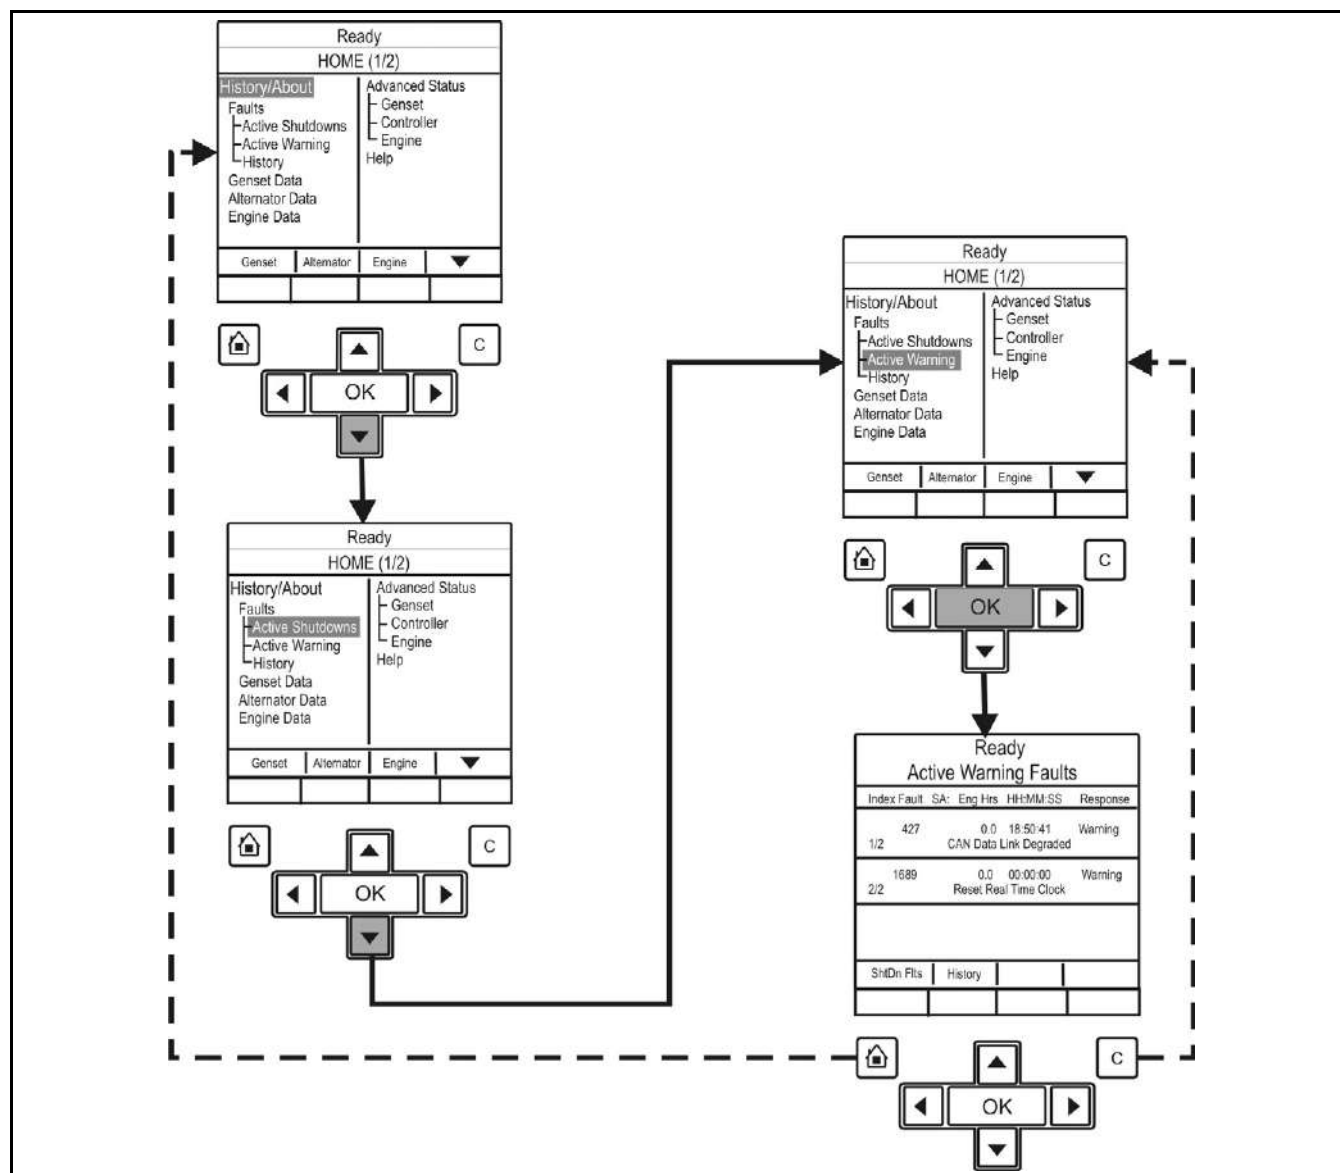 Ready
HOME (1/2)
History/About
Faults
Active Shutdowns
Active Warning
History
Genset Data
Alternator Data
Engine Data
Advanced Status
Genset
Controller
Engine
Help
Genset Alternator Engine
C
OK
Ready
HOME (1/2)
History/About
Faults
Active Shutdowns
Active Warning
History
Genset Data
Alternator Data
Engine Data
Advanced Status
Genset
Controller
Engine
Help
Genset Alternator Engine
C
OK
Ready
HOME (1/2)
History/About
Faults
Active Shutdowns
Active Warning
History
Genset Data
Alternator Data
Engine Data
Advanced Status
Genset
Controller
Engine
Help
Genset Alternator Engine
C
OK
Ready
Active Warning Faults
Index Fault SA: Eng Hrs HH:MM:SS Response
427 0.0 18:50:41 Warning
1/2 CAN Data Link Degraded
1689 0.0 00:00:00 Warning
2/2 Reset Real Time Clock
ShtDn Flts History
C
OK